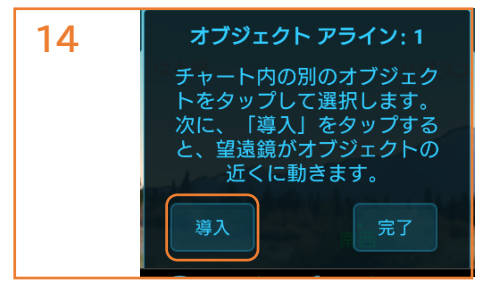 14
オブジェクト アライン: 1
チャート内の別のオブジェク
トをタップして選択します。
次に、「導入」をタップする
と、望遠鏡がオブジェクトの
近くに動きます。
導入
完了